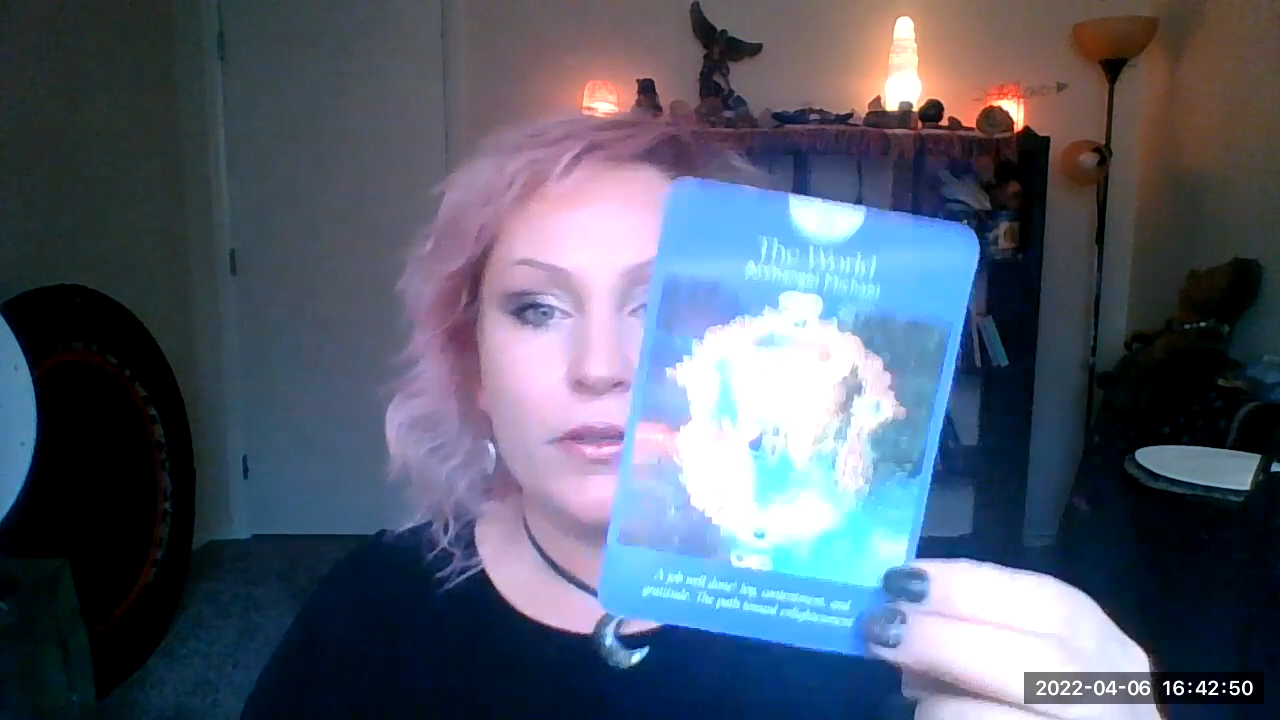 The World
Archangel
A job well done! Joy, contentment, and
gratitude. The path toward enlightenment
2022-04-06 16:42:50